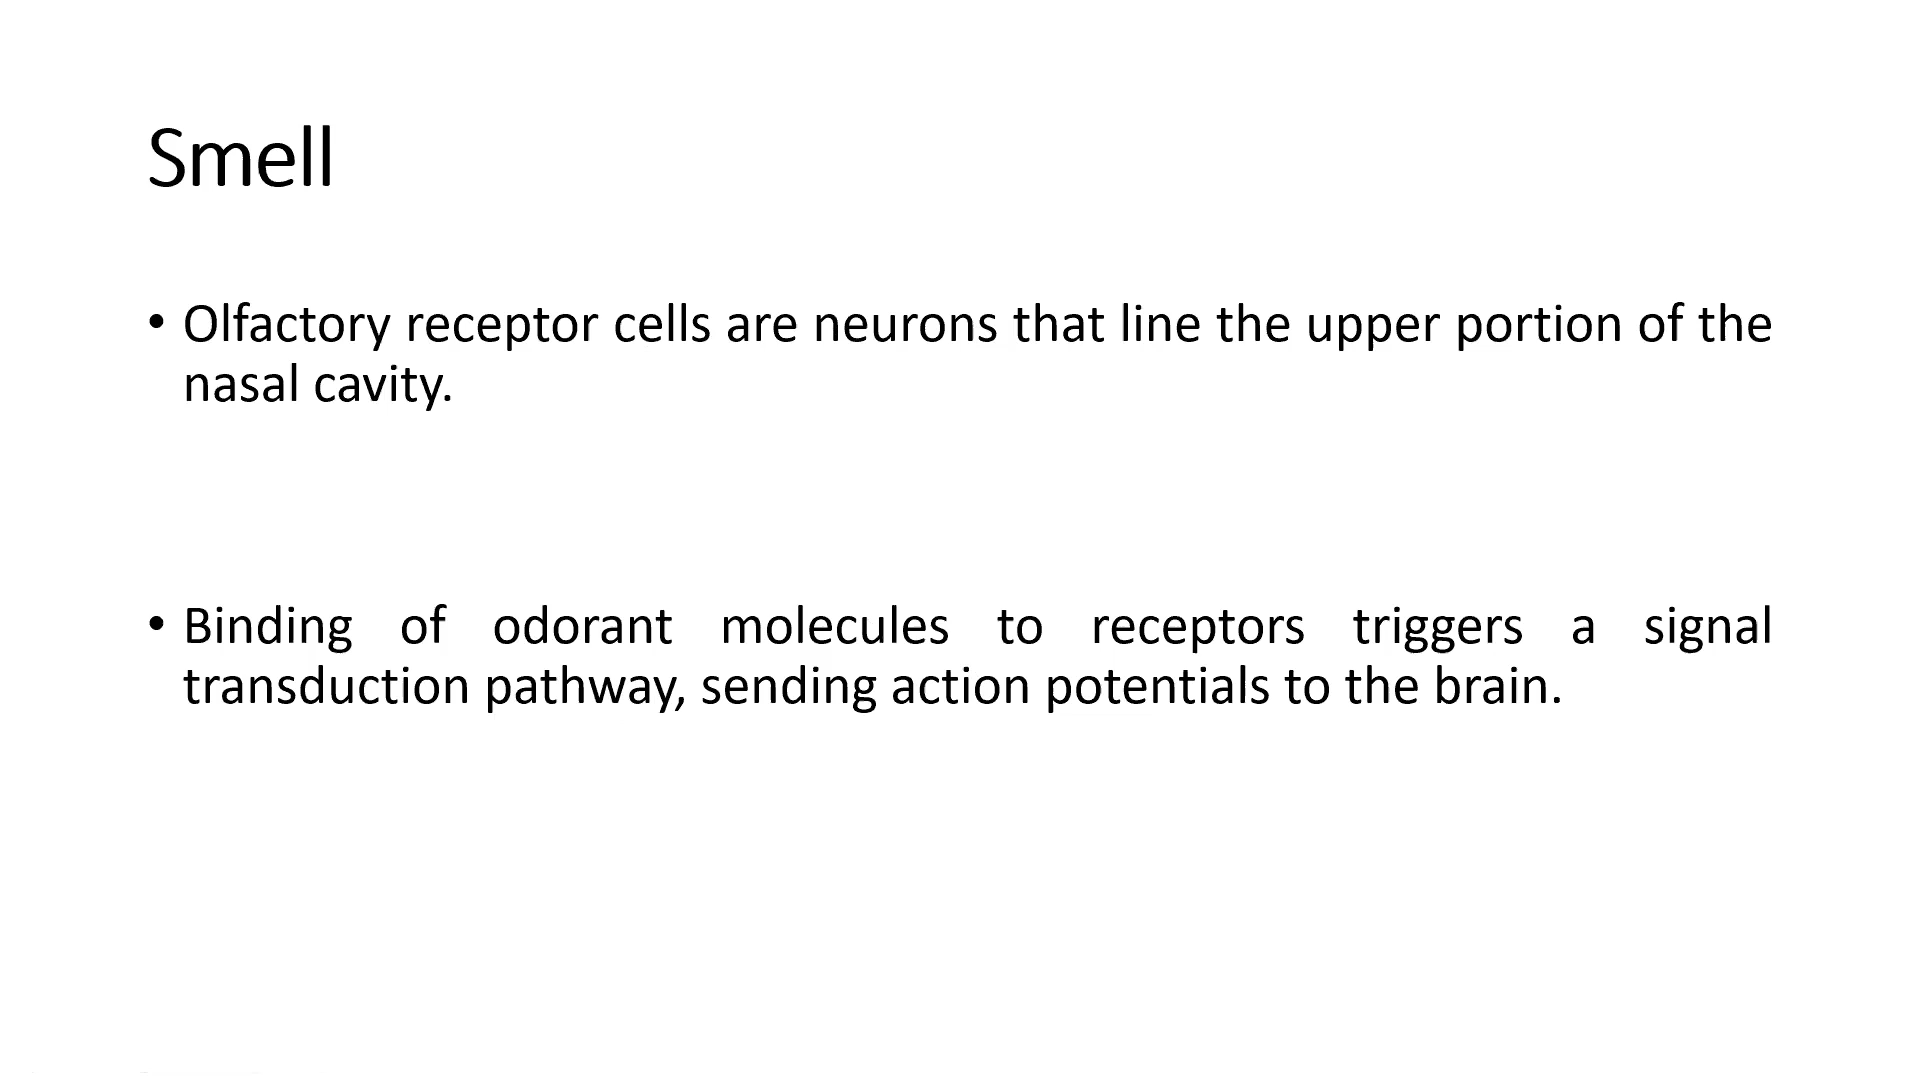 Smell
• Olfactory receptor cells are neurons that line the upper portion of the
nasal cavity.
• Binding of odorant molecules to receptors triggers a signal
transduction pathway, sending action potentials to the brain.